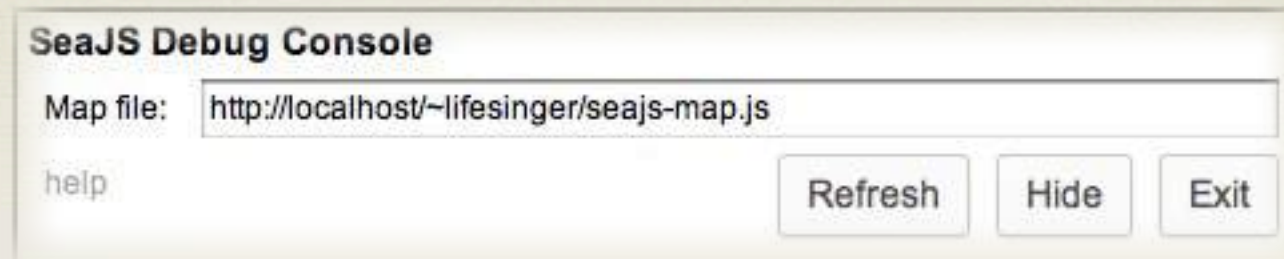 SeaJS Debug Console
Map file: http://localhost/~lifesinger/seajs-map.js
help Refresh Hide Exit